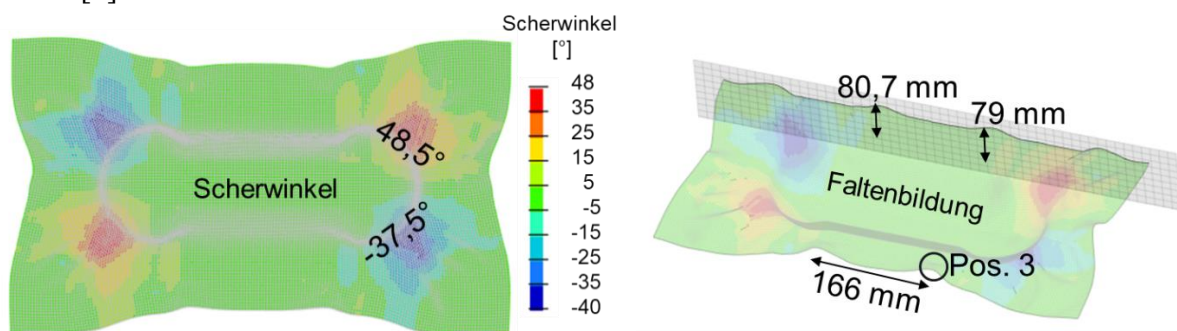 Scherwinkel
[°]
48
35
25
15
5
-5
-15
-25
-35
-40
48,5°
Scherwinkel
-37,5°
80,7 mm
79 mm
Faltenbildung
Pos. 3
166 mm